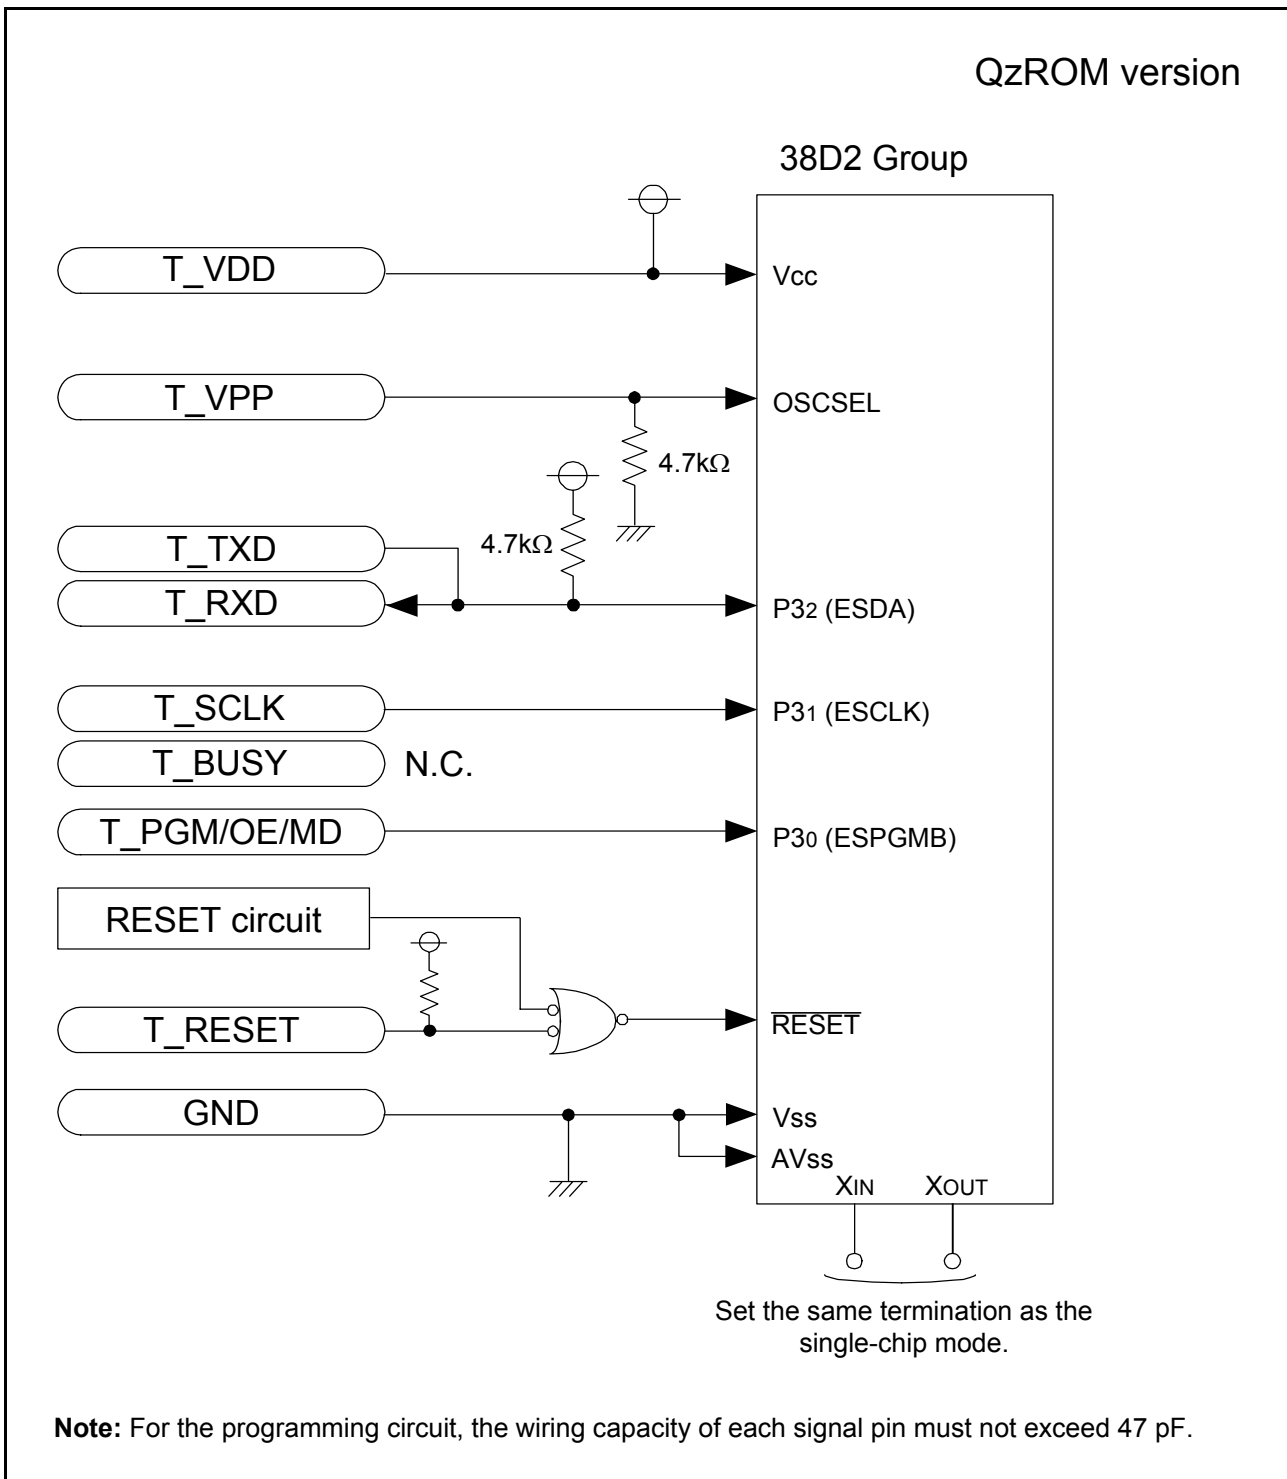 QzROM version
38D2 Group
T_VDD
Vcc
T_VPP
OSCSEL
4.7kΩ
T_TXD
4.7kΩ
T_RXD
P32 (ESDA)
T_SCLK
P31 (ESCLK)
T_BUSY N.C.
T_PGM/OE/MD
P30 (ESPGMB)
RESET circuit
T_RESET
RESET
GND
Vss
AVss
XIN XOUT
Set the same termination as the
single-chip mode.
Note: For the programming circuit, the wiring capacity of each signal pin must not exceed 47 pF.